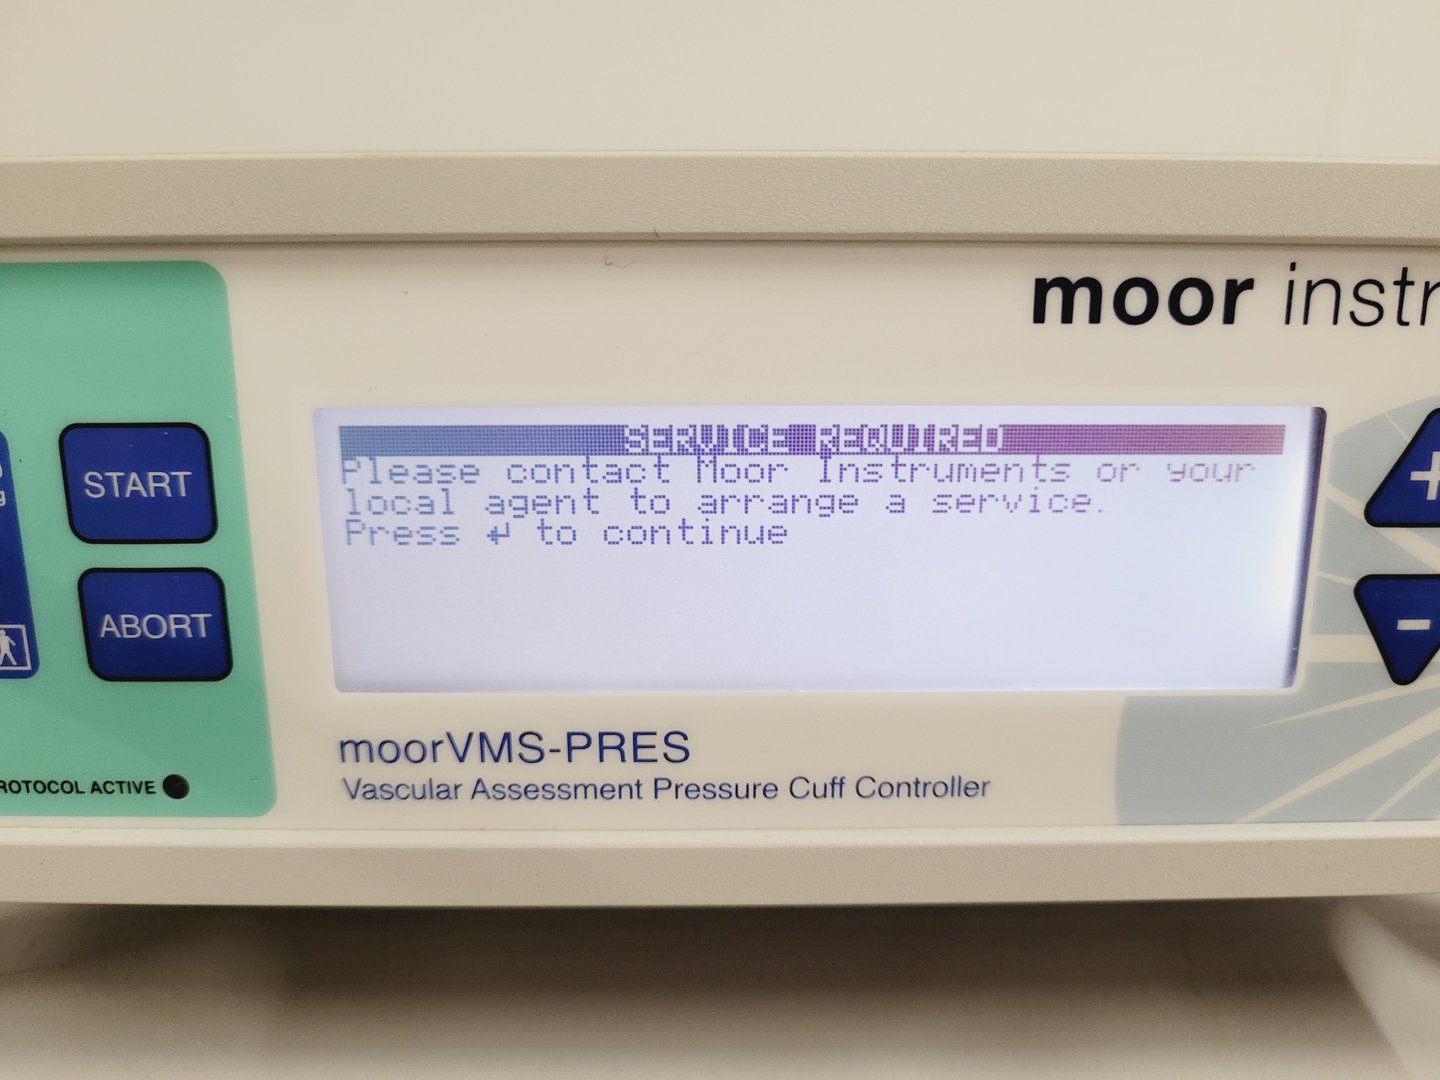 moor instr
SERVICE REQUIRED
Please contact Moor Instruments or your
local agent to arrange a service.
Press ↵ to continue
START
ABORT
+
-
moorVMS-PRES
Vascular Assessment Pressure Cuff Controller
ROTOCOL ACTIVE